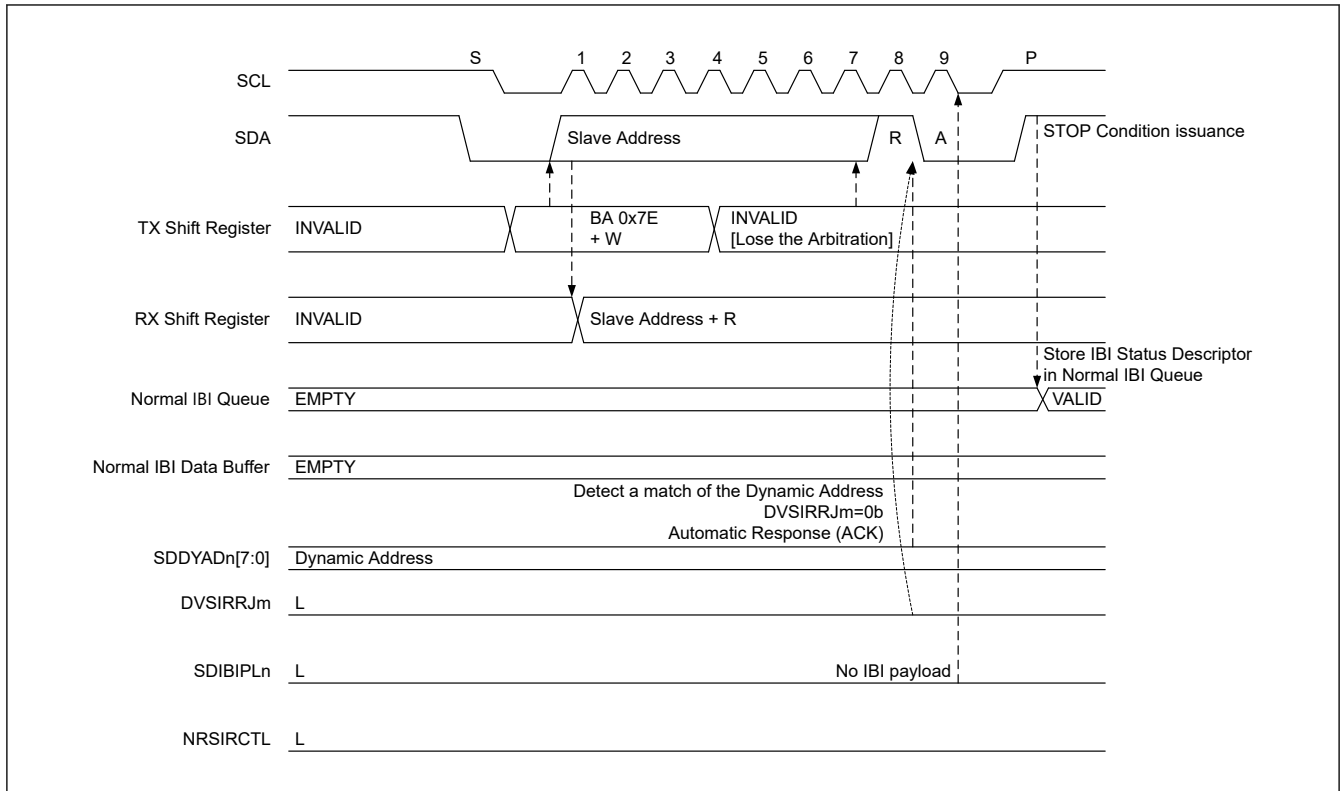 S 1 2 3 4 5 6 7 8 9 P
SCL
SDA
Slave Address
R
A
STOP Condition issuance
TX Shift Register
INVALID
BA 0x7E
+ W
INVALID
[Lose the Arbitration]
RX Shift Register
INVALID
Slave Address + R
Store IBI Status Descriptor
in Normal IBI Queue
Normal IBI Queue
EMPTY
VALID
Normal IBI Data Buffer
EMPTY
Detect a match of the Dynamic Address
DVSIRRJm=0b
Automatic Response (ACK)
SDDYADn[7:0]
Dynamic Address
DVSIRRJm
L
SDIBIPLn
L
No IBI payload
NRSIRCTL
L